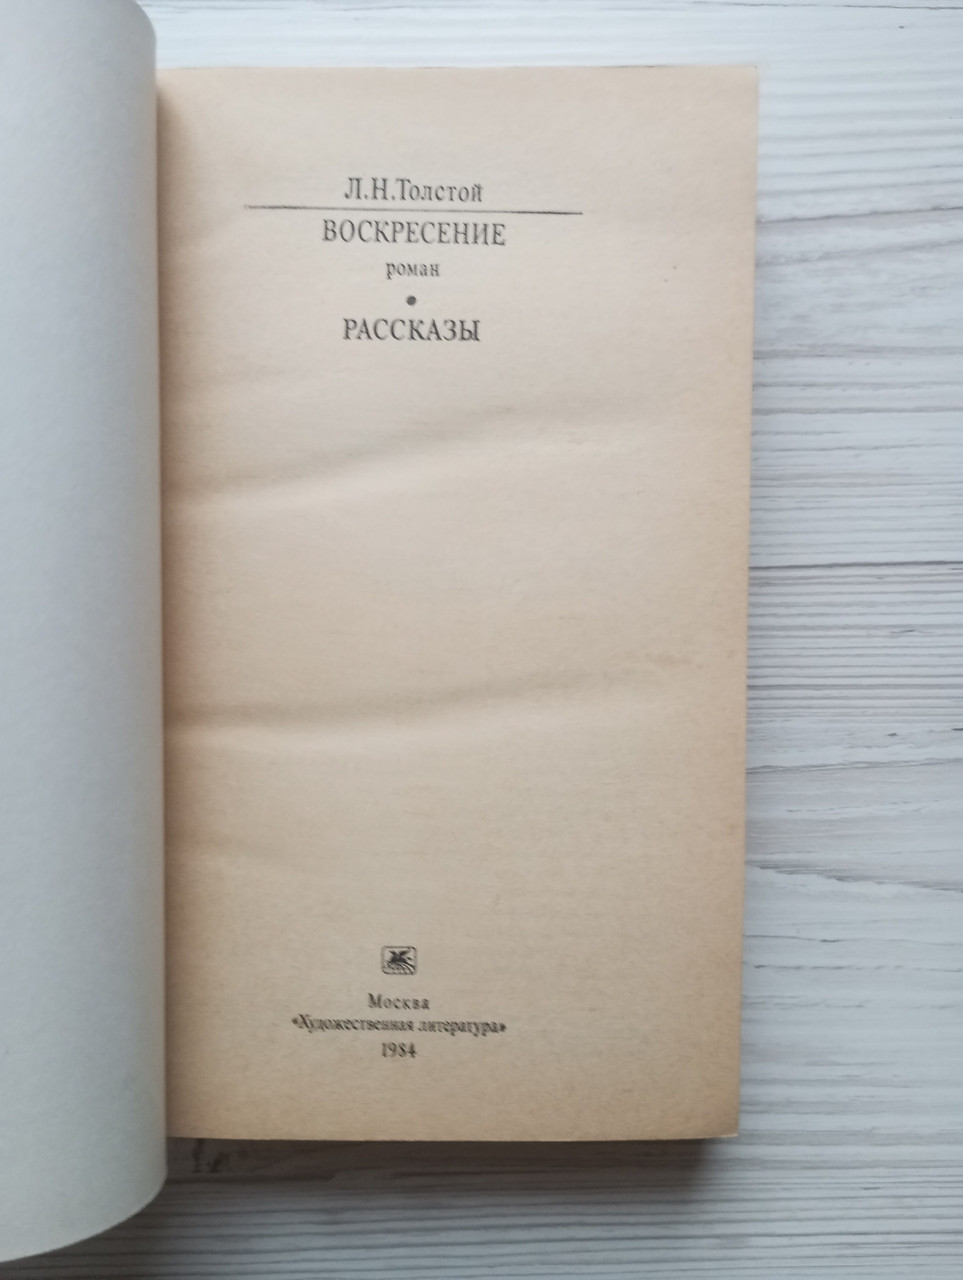 Л.Н.Толстой
ВОСКРЕСЕНИЕ
роман
•
РАССКАЗЫ
Москва
«Художественная литература»
1984